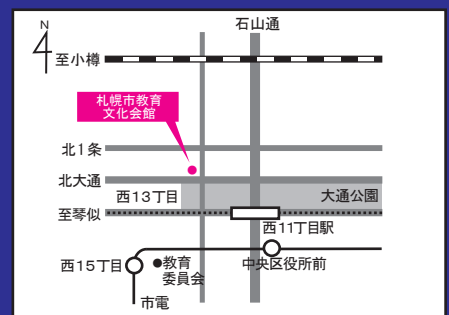 N
石山通
至小樽
札幌市教育
文化会館
北1条
北大通
西13丁目
大通公園
至琴似
西11丁目駅
西15丁目
教育
委員会
中央区役所前
市電